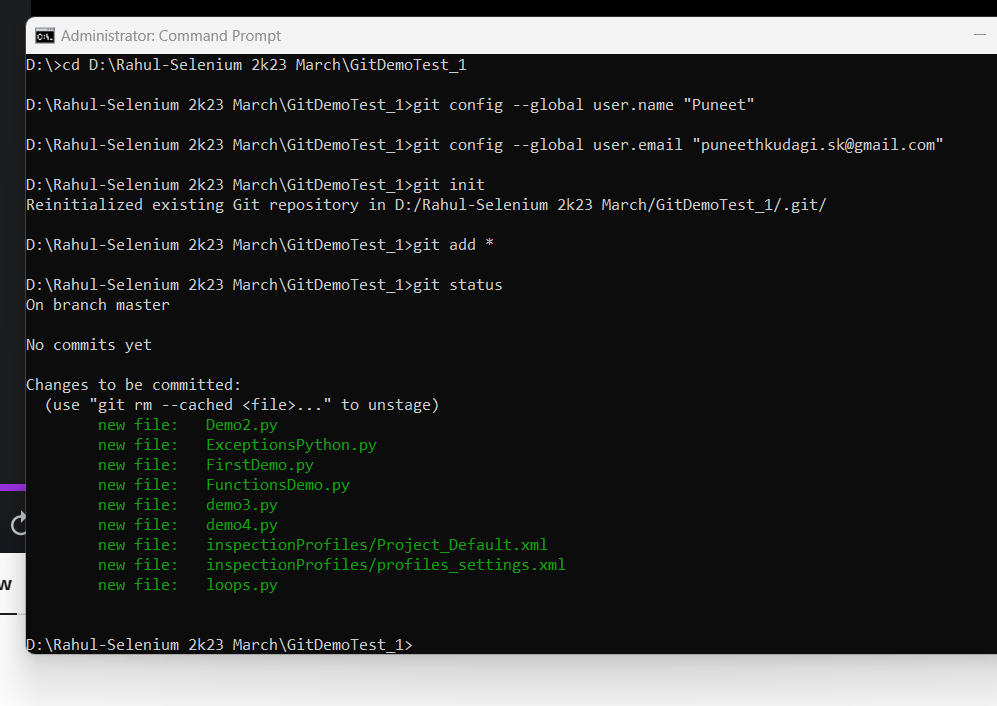 Administrator: Command Prompt
D:\>cd D:\Rahul-Selenium 2k23 March\GitDemoTest_1
D:\Rahul-Selenium 2k23 March\GitDemoTest_1>git config --global user.name "Puneet"
D:\Rahul-Selenium 2k23 March\GitDemoTest_1>git config --global user.email "puneethkudagi.sk@gmail.com"
D:\Rahul-Selenium 2k23 March\GitDemoTest_1>git init
Reinitialized existing Git repository in D:/Rahul-Selenium 2k23 March/GitDemoTest_1/.git/
D:\Rahul-Selenium 2k23 March\GitDemoTest_1>git add *
D:\Rahul-Selenium 2k23 March\GitDemoTest_1>git status
On branch master
No commits yet
Changes to be committed:
  (use "git rm --cached <file>..." to unstage)
        new file:   Demo2.py
        new file:   ExceptionsPython.py
        new file:   FirstDemo.py
        new file:   FunctionsDemo.py
        new file:   demo3.py
        new file:   demo4.py
        new file:   inspectionProfiles/Project_Default.xml
        new file:   inspectionProfiles/profiles_settings.xml
w       new file:   loops.py
D:\Rahul-Selenium 2k23 March\GitDemoTest_1>